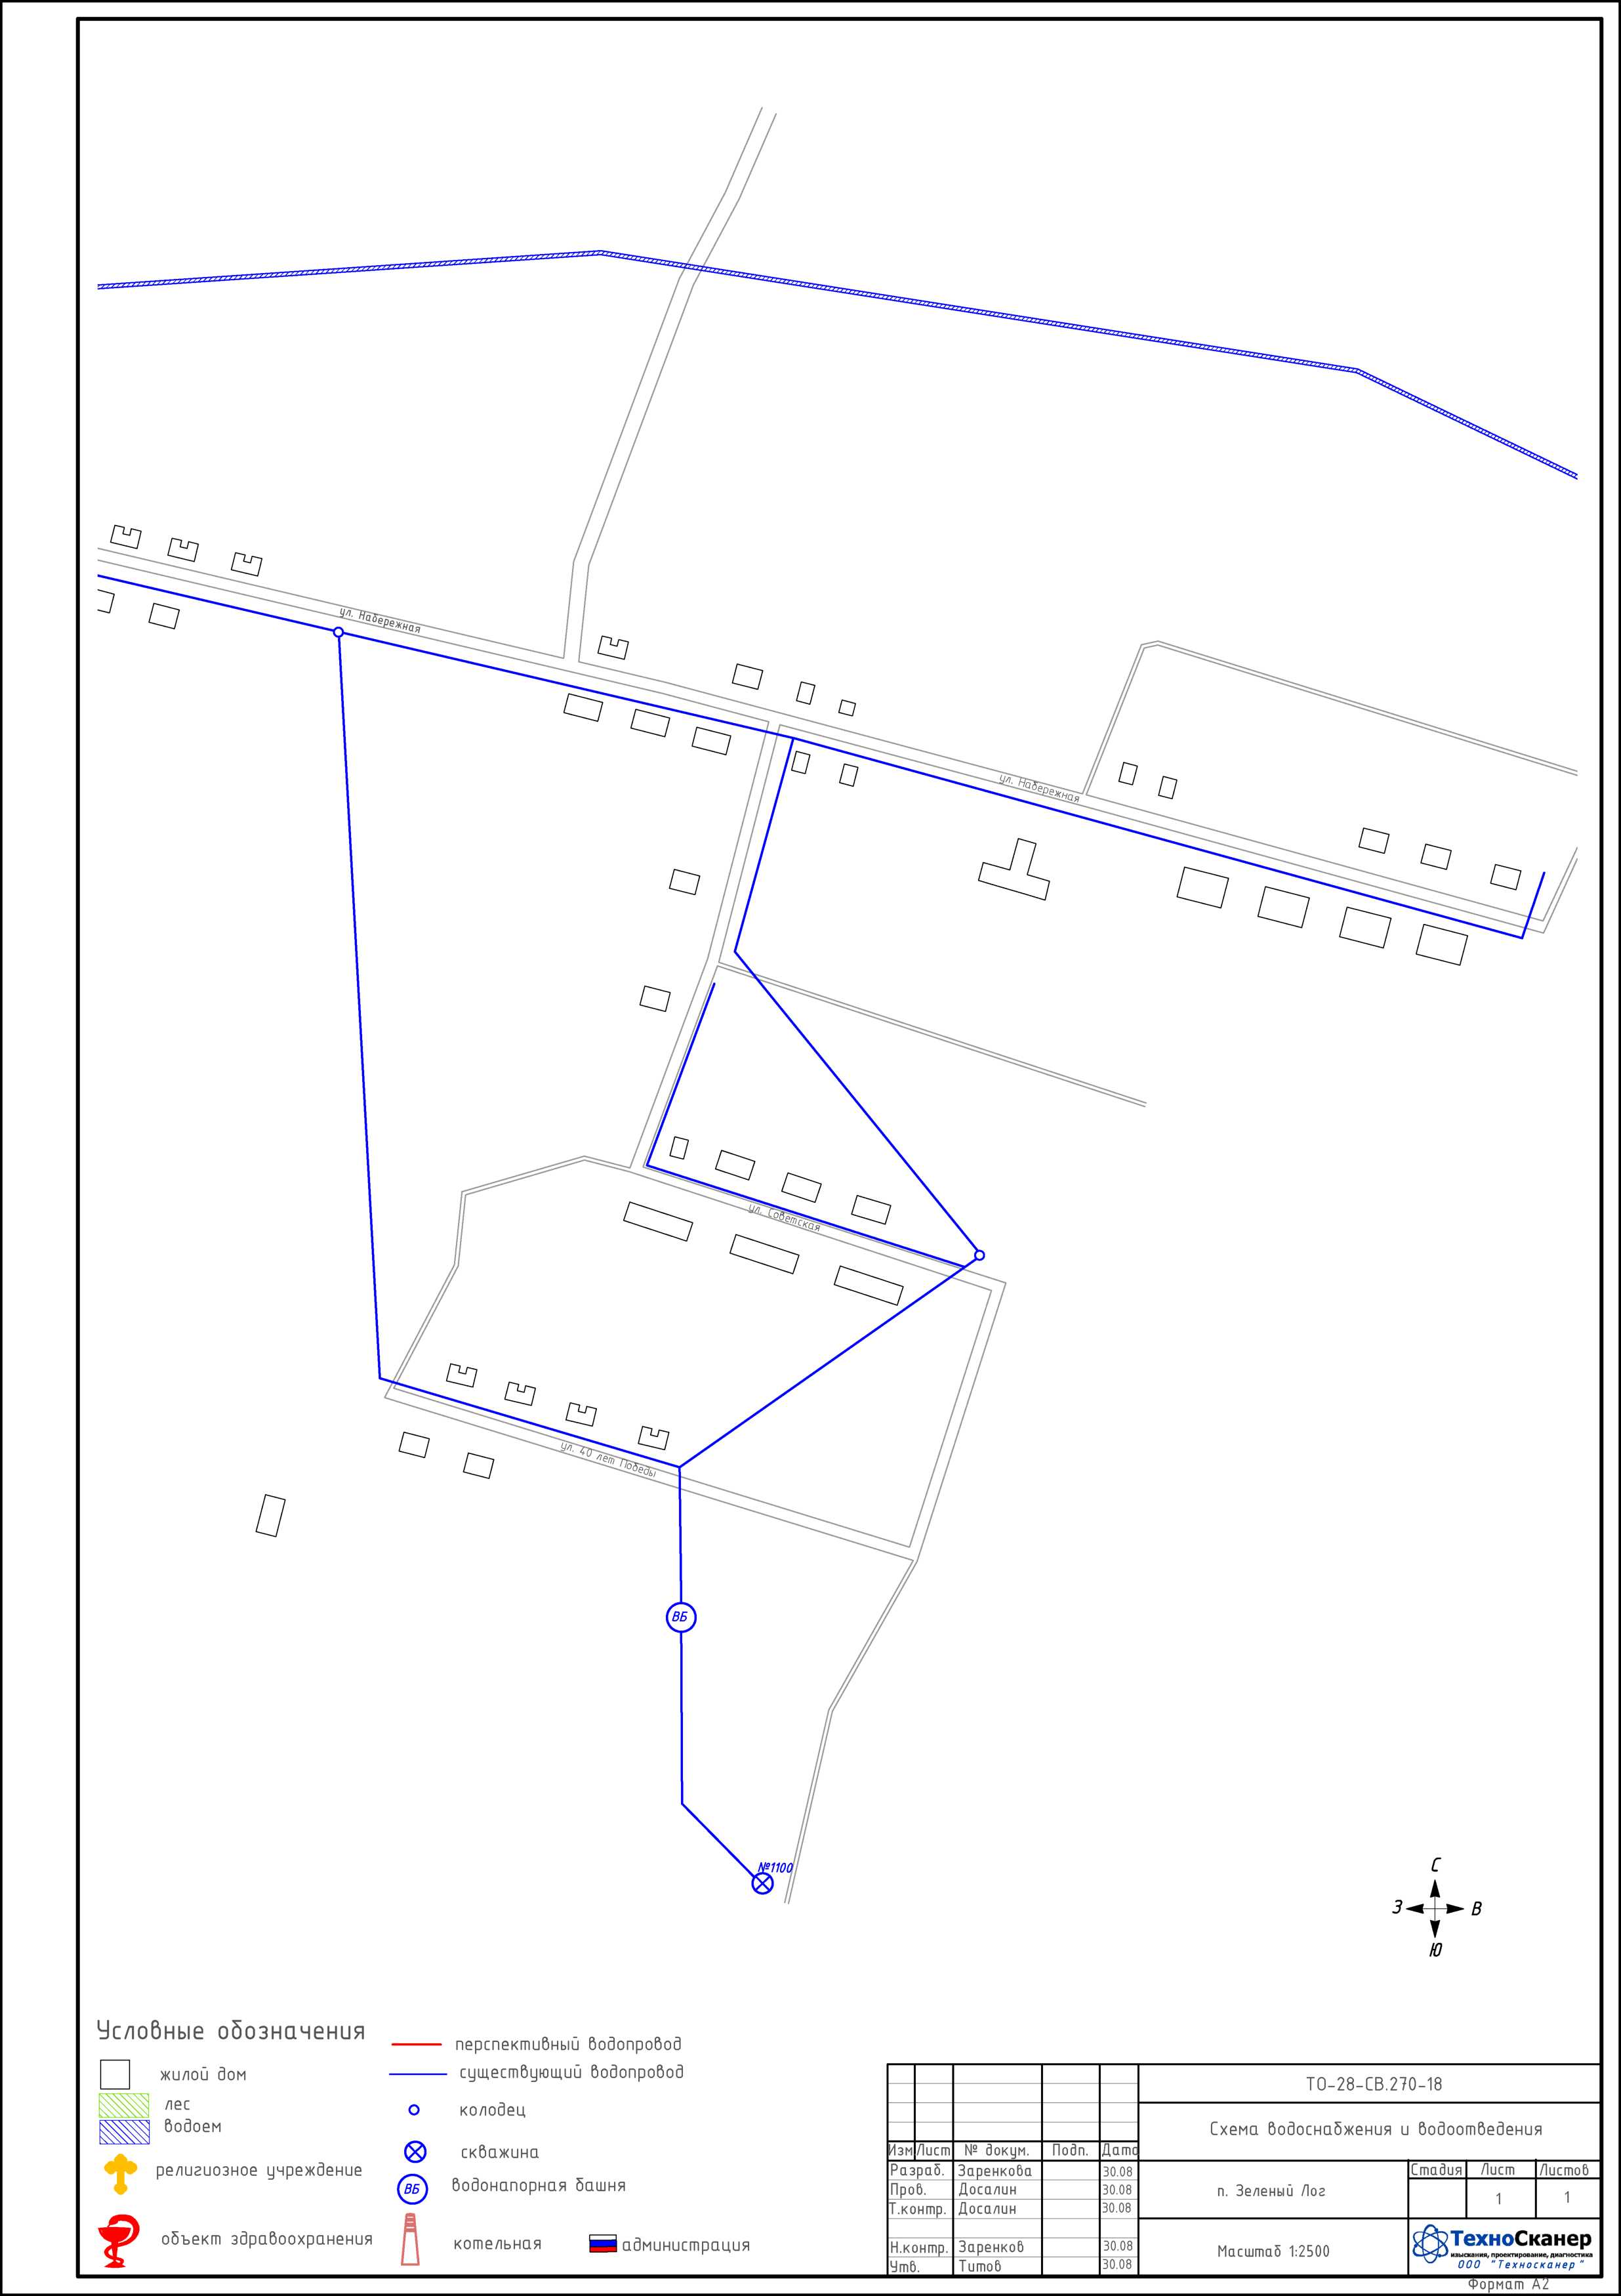 ул. Набережная
ул. Набережная
ул. Советская
ул. 40 лет Победы
ВБ
№1100
С
З
В
Ю
Условные обозначения
жилой дом
лес
водоем
религиозное учреждение
объект здравоохранения
перспективный водопровод
существующий водопровод
колодец
скважина
ВБ
водонапорная башня
котельная
администрация
ТО-28-СВ.270-18
Схема водоснабжения и водоотведения
Изм Лист № докум. Подп. Дата
Разраб. Заренкова 30.08
Пров. Досалин 30.08
Т.контр. Досалин 30.08
Н.контр. Заренков 30.08
Утв. Титов 30.08
п. Зеленый Лог
Стадия Лист Листов
1 1
Масштаб 1:2500
ТехноСканер
изыскания, проектирование, диагностика
ООО "Техносканер"
Формат А2